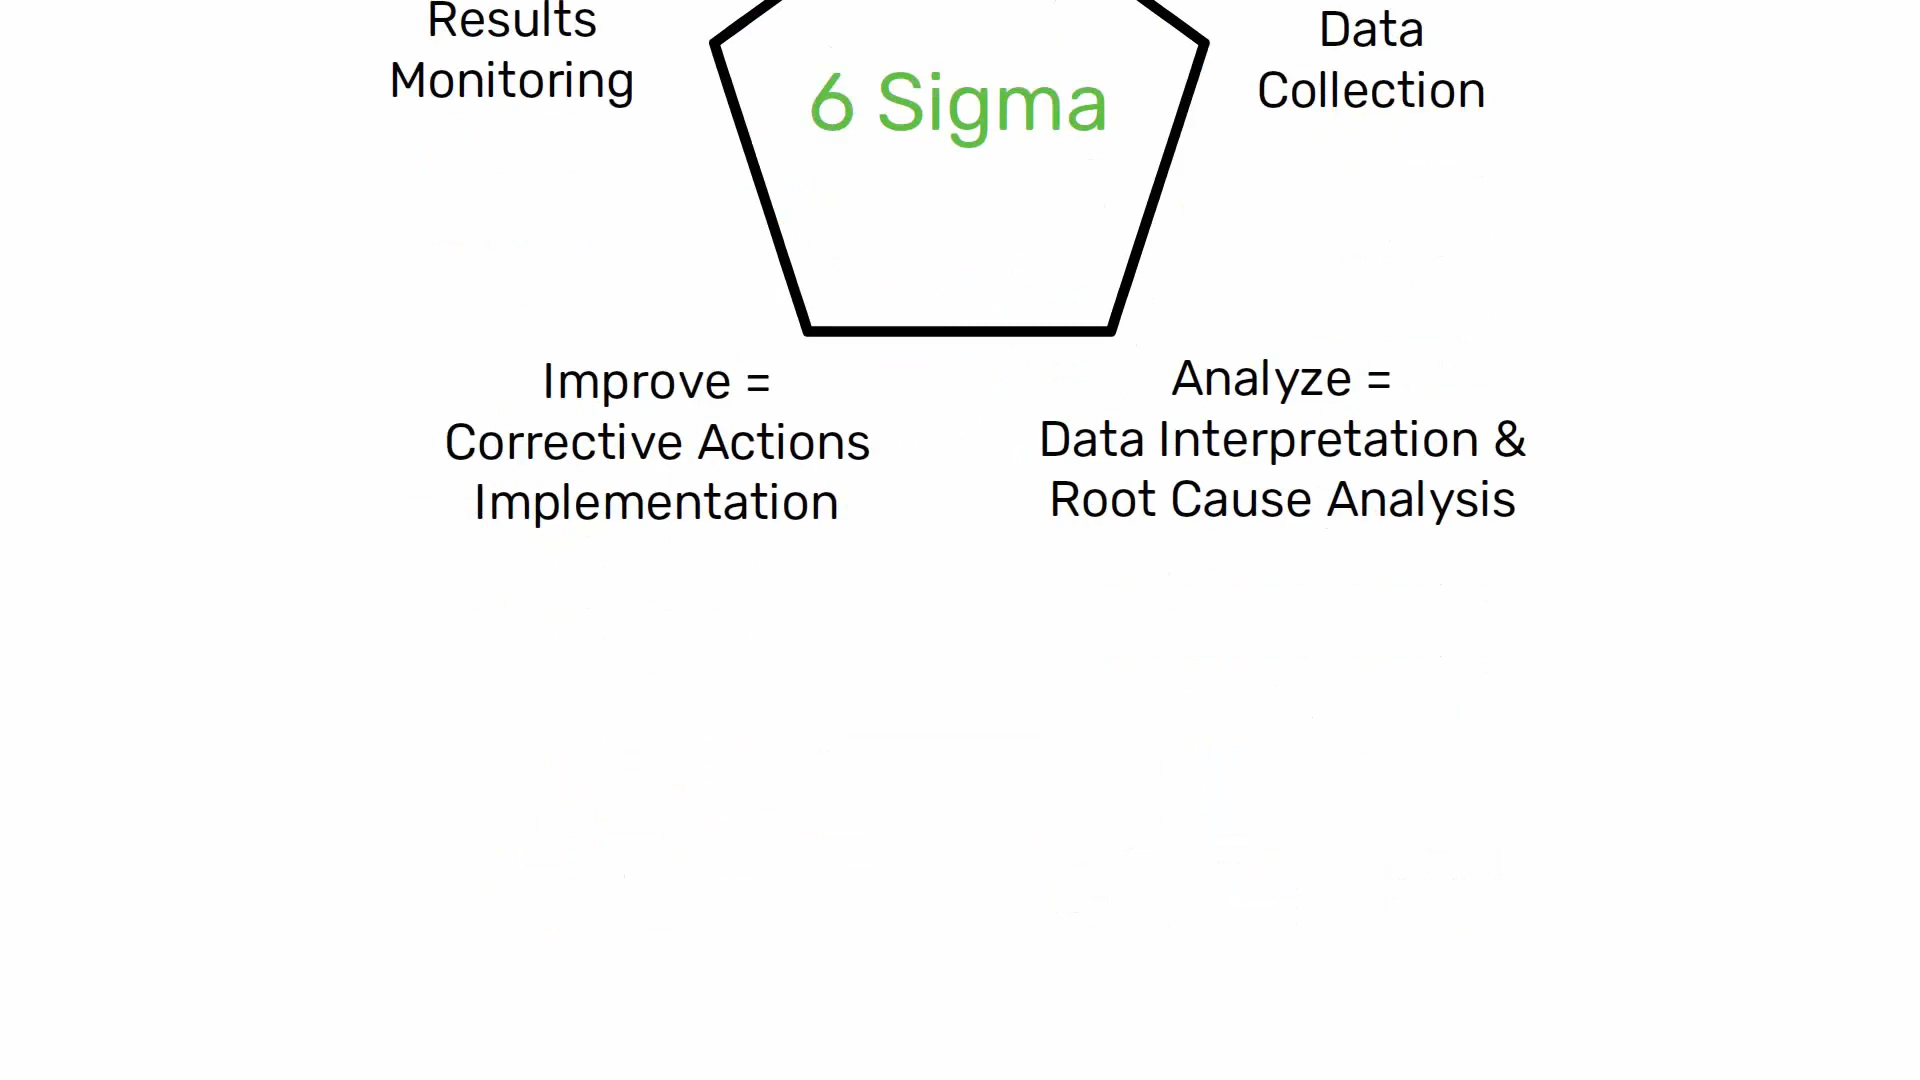 Results
Monitoring
6 Sigma
Data
Collection
Improve =
Corrective Actions
Implementation
Analyze =
Data Interpretation &
Root Cause Analysis